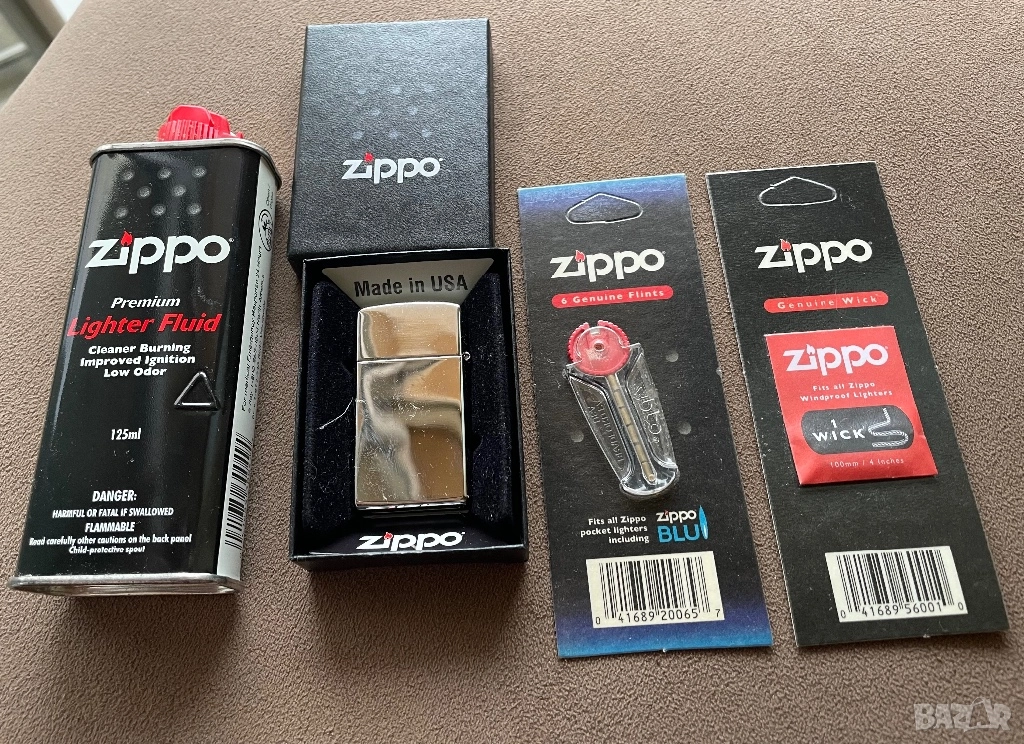 zippo
Premium
Lighter Fluid
Cleaner Burning
Improved Ignition
Low Odor
125ml
DANGER:
HARMFUL OR FATAL IF SWALLOWED
FLAMMABLE
Read carefully other cautions on the back panel
Child-protective spout
zippo
Made in USA
zippo
zippo
6 Genuine Flints
zippo
Fits all Zippo
pocket lighters
including
zippo
BLU
0 41689 20065 7
zippo
Genuine Wick
zippo
Fits all Zippo
Windproof Lighters
1
WICK
100mm / 4 inches
0 41689 56001 0
BAZAR